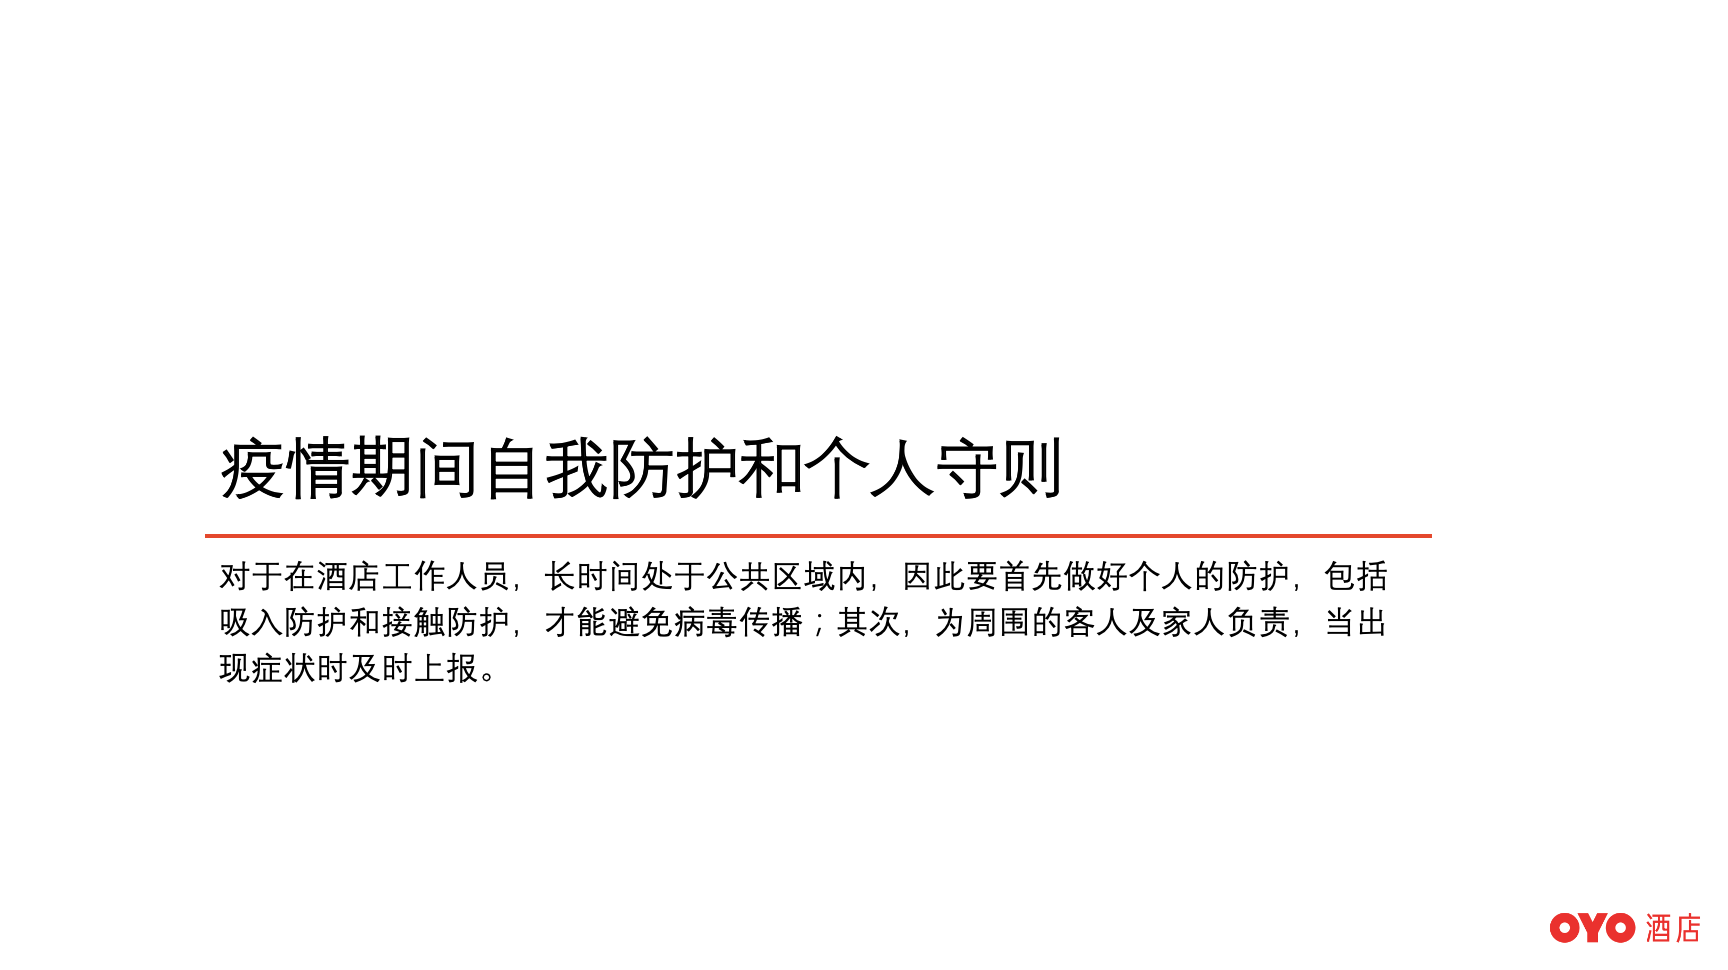 疫情期间自我防护和个人守则
对于在酒店工作人员，长时间处于公共区域内，因此要首先做好个人的防护，包括
吸入防护和接触防护，才能避免病毒传播；其次，为周围的客人及家人负责，当出
现症状时及时上报。
OYO 酒店